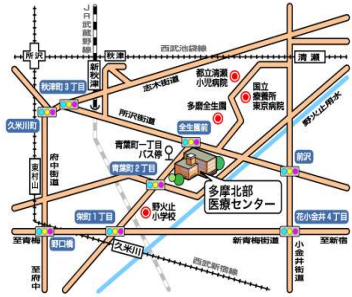 JR武蔵野線
西武池袋線
所沢
秋津
新秋津
清瀬
秋津町3丁目
志木街道
都立清瀬
小児病院
国立
療養所
東京病院
多磨全生園
久米川町
所沢街道
全生園前
野火止用水
青葉町一丁目
バス停
青葉町2丁目
前沢
東村山
府中街道
多摩北部
医療センター
栄町1丁目
野火止
小学校
花小金井4丁目
至青梅
野口橋
久米川
新青梅街道
至新宿
西武新宿線
至府中
小金井街道